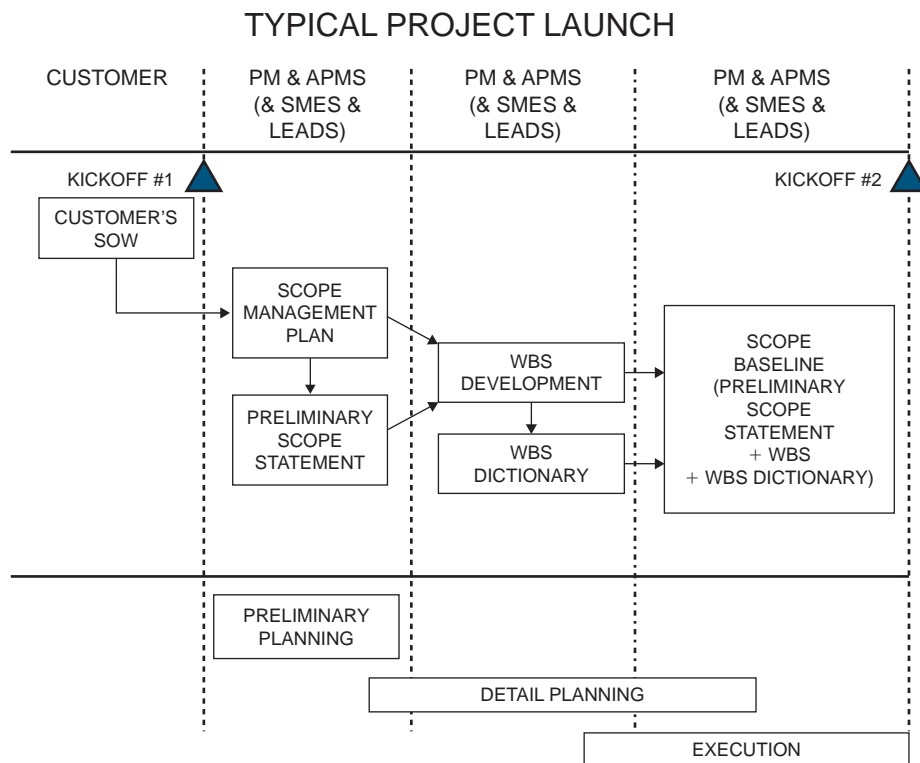 TYPICAL PROJECT LAUNCH
CUSTOMER
PM & APMS
(& SMES &
LEADS)
PM & APMS
(& SMES &
LEADS)
PM & APMS
(& SMES &
LEADS)
KICKOFF #1
KICKOFF #2
CUSTOMER’S
SOW
SCOPE
MANAGEMENT
PLAN
PRELIMINARY
SCOPE
STATEMENT
WBS
DEVELOPMENT
WBS
DICTIONARY
SCOPE
BASELINE
(PRELIMINARY
SCOPE
STATEMENT
+ WBS
+ WBS DICTIONARY)
PRELIMINARY
PLANNING
DETAIL PLANNING
EXECUTION